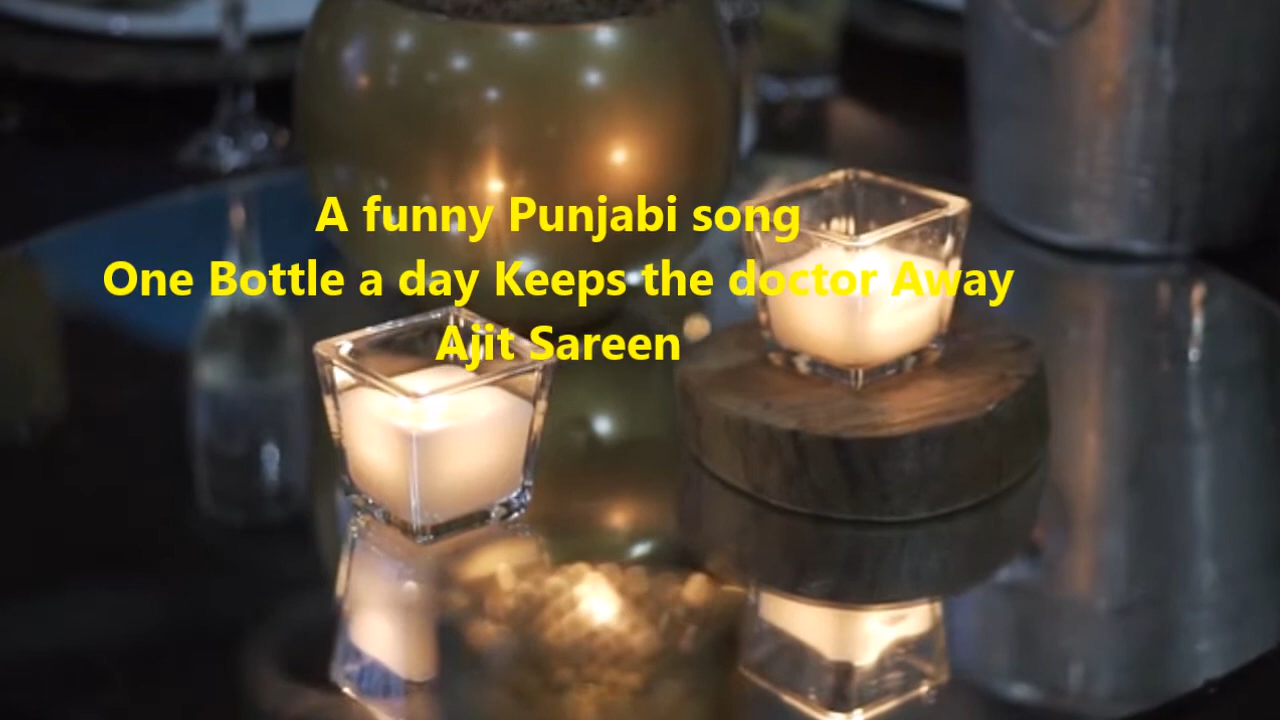 A funny Punjabi song
One Bottle a day Keeps the doctor Away
Ajit Sareen